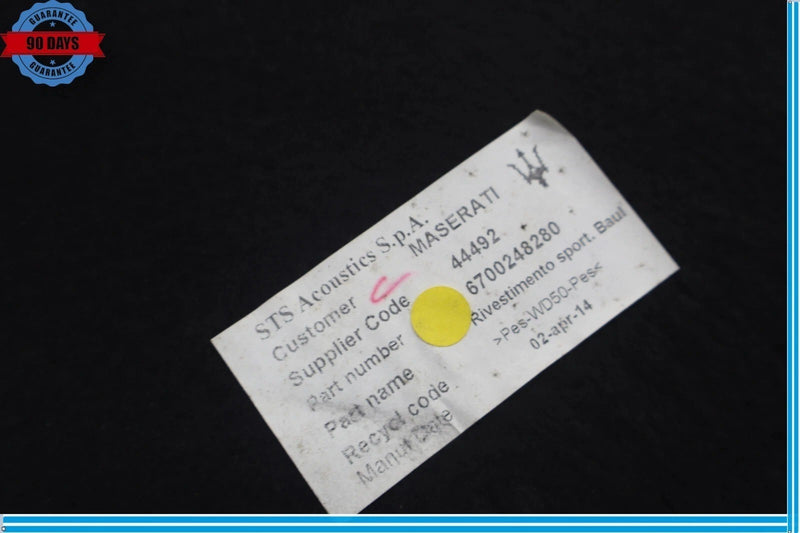 GUARANTEE
90 DAYS
GUARANTEE
STS Acoustics S.p.A.
Customer MASERATI
Supplier Code 44492
Part number 6700248280
Part name Rivestimento sport. Baul
Recycl code >Pes-WD50-Pes<
Manuf Date 02-apr-14